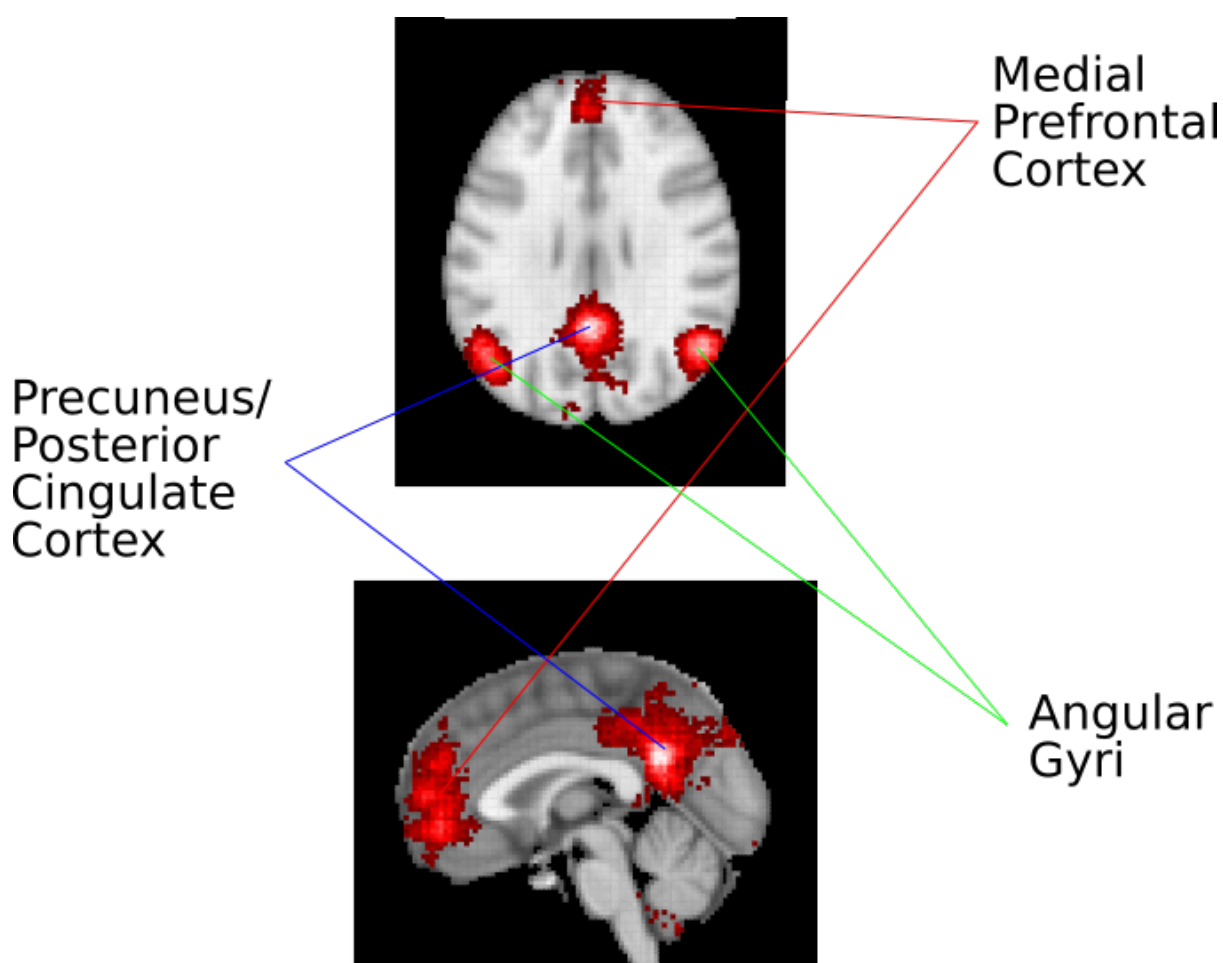 Medial
Prefrontal
Cortex
Precuneus/
Posterior
Cingulate
Cortex
Angular
Gyri